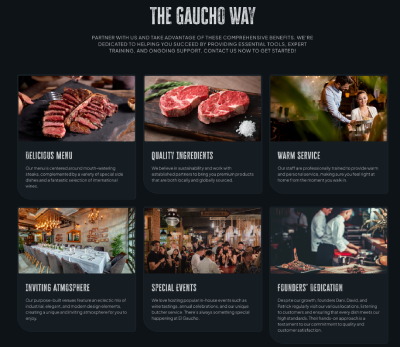 THE GAUCHO WAY
PARTNER WITH US AND TAKE ADVANTAGE OF THESE COMPREHENSIVE BENEFITS. WE'RE
DEDICATED TO HELPING YOU SUCCEED BY PROVIDING ESSENTIAL TOOLS, EXPERT
TRAINING, AND ONGOING SUPPORT. CONTACT US NOW TO GET STARTED!
DELICIOUS MENU
Our menu is centered around mouth-watering
steaks, complemented by a variety of special side
dishes and a fantastic selection of international
wines.
QUALITY INGREDIENTS
We believe in sustainability and work with
established partners to bring you premium products
that are both locally and globally sourced.
WARM SERVICE
Our staff are professionally trained to provide warm
and personal service, making you feel right at
home from the moment you walk in.
INVITING ATMOSPHERE
Our purpose-built steakes feature an eclectic mix of
industrial, elegant, and modern design elements,
creating a unique and inviting atmosphere for you to
enjoy.
SPECIAL EVENTS
We love hosting popular in-house events such as
wine tastings, annual celebrations, and our unique
butcher service. There's always something special
happening at El Gaucho.
FOUNDERS' DEDICATION
Despite our growth, founders Darr, David, and
Patrick regularly visit our various locations, listening
to customers and ensuring that every dish meets our
high standards. Their hands-on approach is a
testament to our commitment to quality and
customer satisfaction.